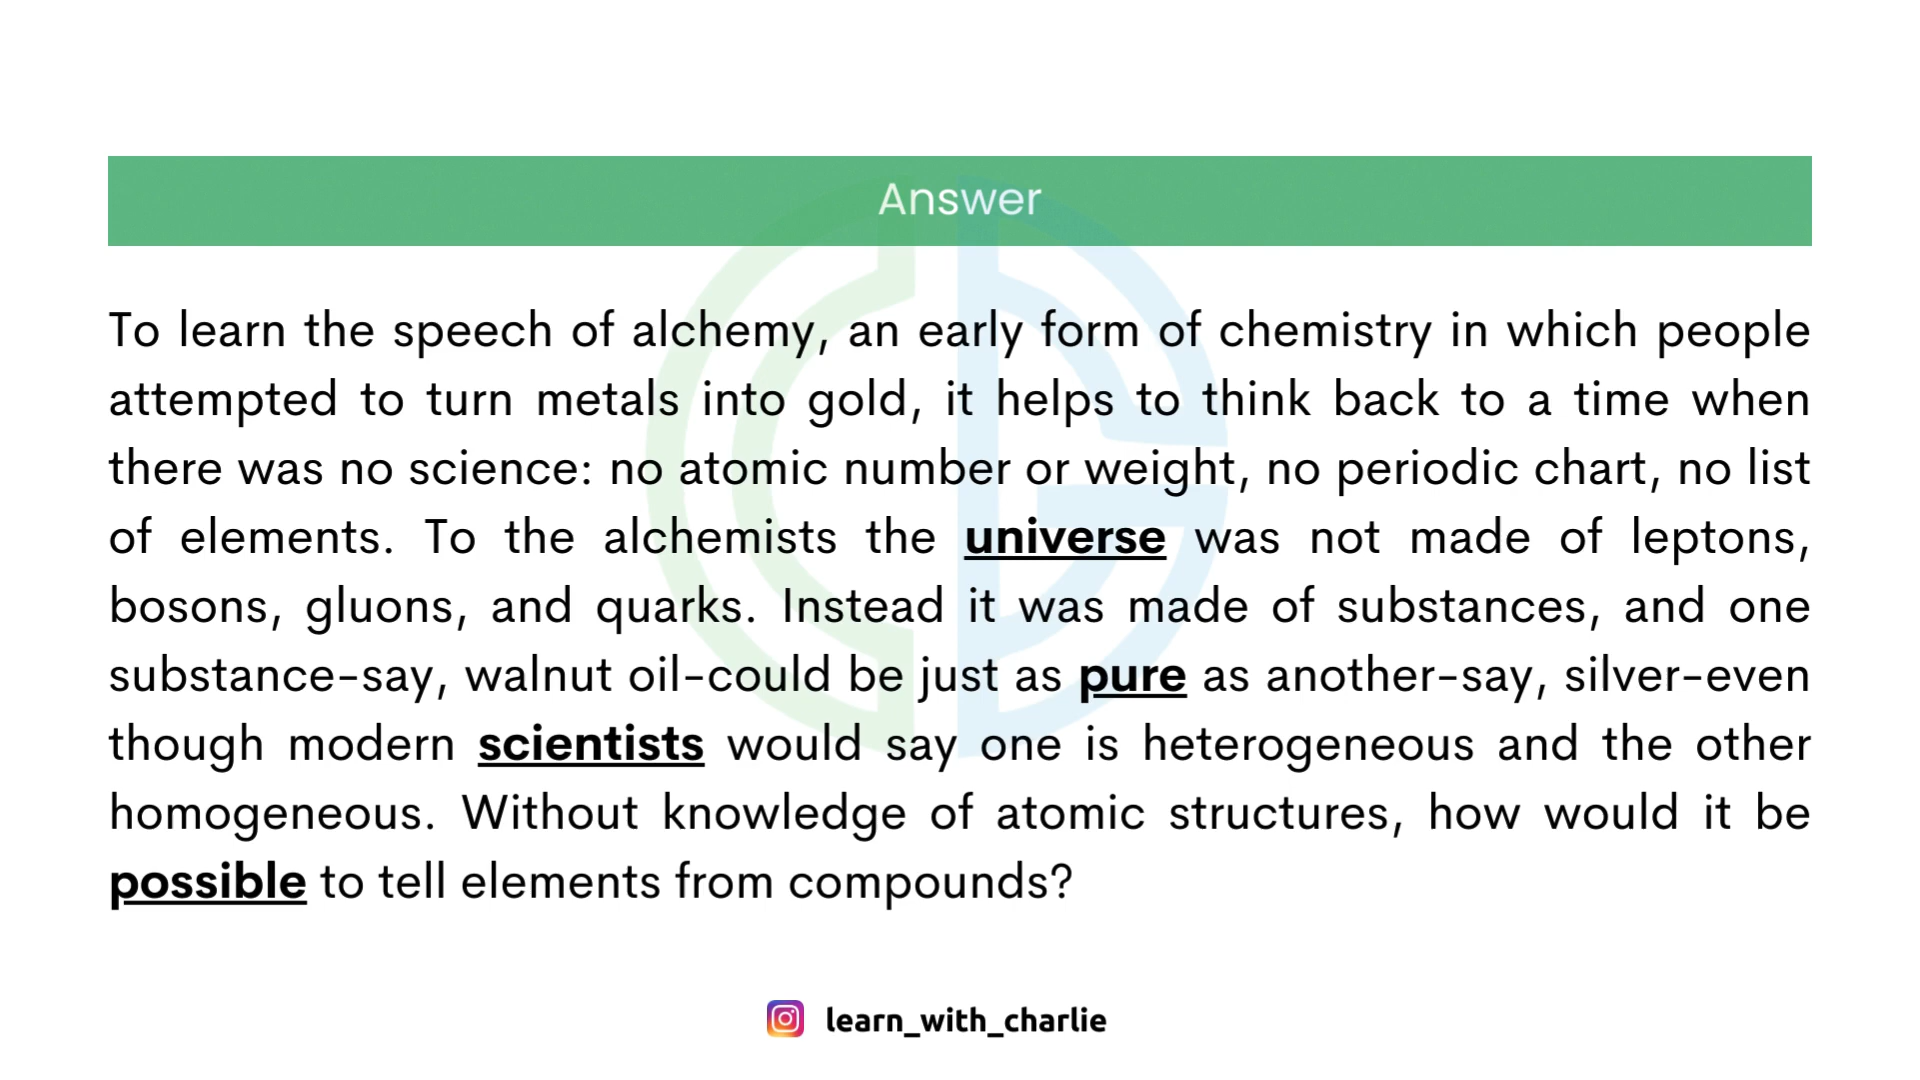 Answer
To learn the speech of alchemy, an early form of chemistry in which people
attempted to turn metals into gold, it helps to think back to a time when
there was no science: no atomic number or weight, no periodic chart, no list
of elements. To the alchemists the universe was not made of leptons,
bosons, gluons, and quarks. Instead it was made of substances, and one
substance-say, walnut oil-could be just as pure as another-say, silver-even
though modern scientists would say one is heterogeneous and the other
homogeneous. Without knowledge of atomic structures, how would it be
possible to tell elements from compounds?
learn_with_charlie